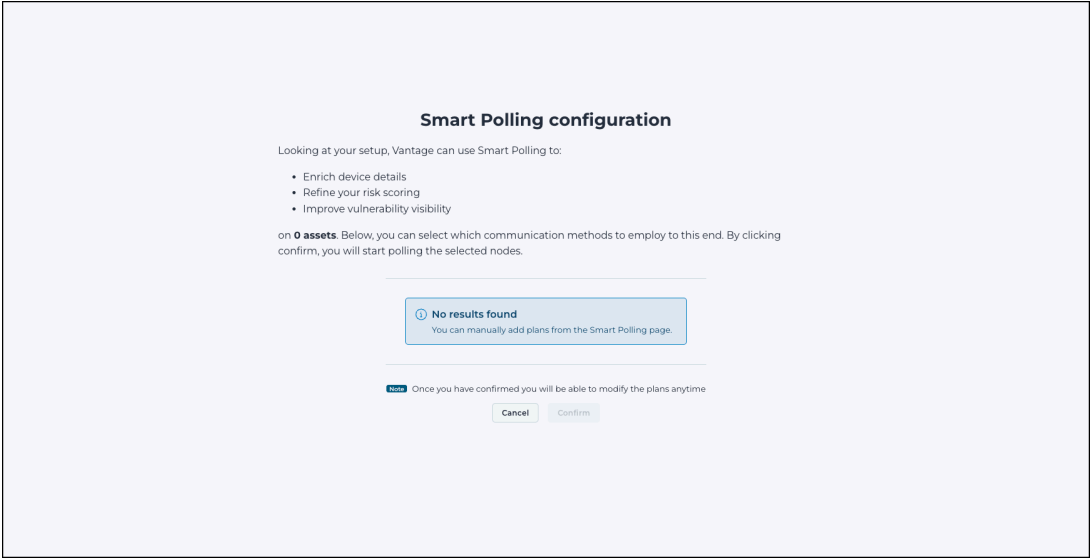 Smart Polling configuration
Looking at your setup, Vantage can use Smart Polling to:
• Enrich device details
• Refine your risk scoring
• Improve vulnerability visibility
on 0 assets. Below, you can select which communication methods to employ to this end. By clicking
confirm, you will start polling the selected nodes.
No results found
You can manually add plans from the Smart Polling page.
Note Once you have confirmed you will be able to modify the plans anytime
Cancel Confirm